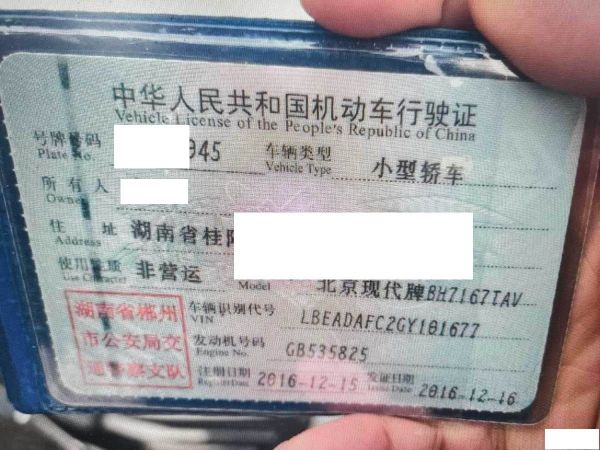 中华人民共和国机动车行驶证
Vehicle License of the People's Republic of China
号牌号码 945 车辆类型 小型轿车
Plate No. Vehicle Type
所有人
Owner
住址 湖南省桂阳
Address
使用性质 非营运 北京现代牌BH7167TAV
Use Character Model
湖南省郴州 车辆识别代号 LBEADAFC2GY181677
VIN
市公安局交 发动机号码 GB535825
Engine No.
通警察支队 注册日期 2016-12-15 发证日期 2016-12-16
Register Date Issue Date